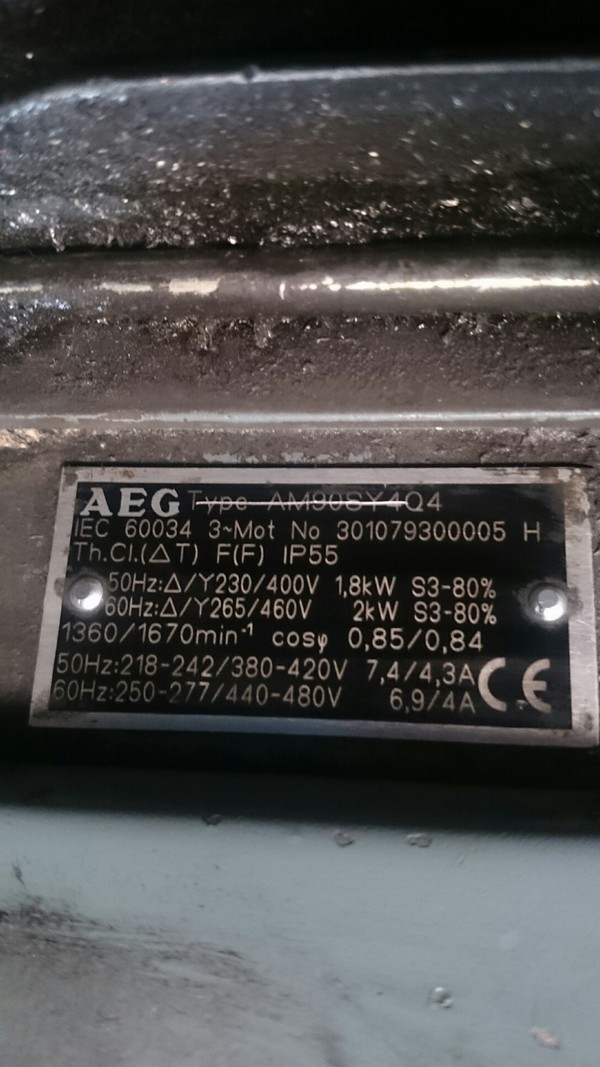 AEG Type AM90SY4Q4
IEC 60034 3~Mot No 301079300005 H
Th.Cl.(ΔT) F(F) IP55
50Hz:Δ/Y230/400V 1,8kW S3-80%
60Hz:Δ/Y265/460V 2kW S3-80%
1360/1670min⁻¹ cosφ 0,85/0,84
50Hz:218-242/380-420V 7,4/4,3A CE
60Hz:250-277/440-480V 6,9/4A